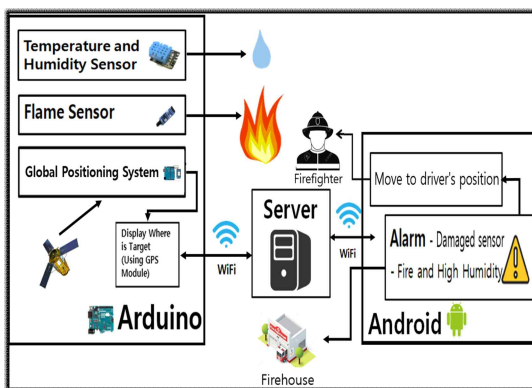 Temperature and
Humidity Sensor
Flame Sensor
Global Positioning System
Display Where
is Target
(Using GPS
Module)
Arduino
WiFi
Server
WiFi
Firefighter
Move to driver's position
Alarm - Damaged sensor
- Fire and High Humidity
Android
Firehouse